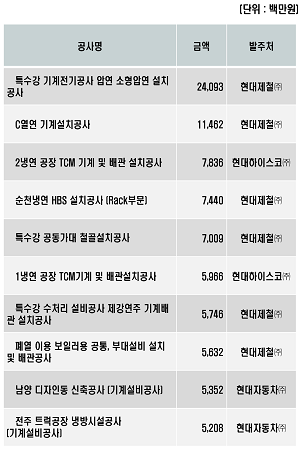 (단위 : 백만원)
공사명 금액 발주처
특수강 기계전기공사 압연 소형압연 설치
공사 24,093 현대제철㈜
C열연 기계설치공사 11,462 현대제철㈜
2냉연 공장 TCM 기계 및 배관 설치공사 7,836 현대하이스코㈜
순천냉연 HBS 설치공사 (Rack부문) 7,440 현대제철㈜
특수강 공동가대 철골설치공사 7,009 현대제철㈜
1냉연 공장 TCM기계 및 배관설치공사 5,966 현대하이스코㈜
특수강 수처리 설비공사 제강연주 기계배
관 설치공사 5,746 현대제철㈜
폐열 이용 보일러용 공통, 부대설비 설치
및 배관공사 5,632 현대제철㈜
남양 디자인동 신축공사 (기계설비공사) 5,352 현대자동차㈜
전주 트럭공장 냉방시설공사
(기계설비공사) 5,208 현대자동차㈜